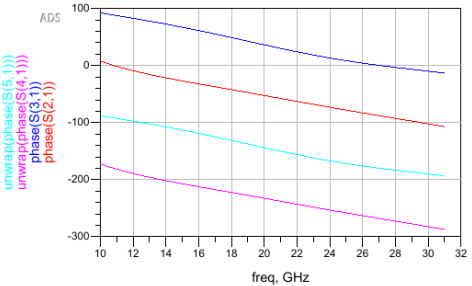 ADS
100
0
-100
-200
-300
unwrap(phase(S(5,1)))
unwrap(phase(S(4,1)))
phase(S(3,1))
phase(S(2,1))
10 12 14 16 18 20 22 24 26 28 30 32
freq, GHz